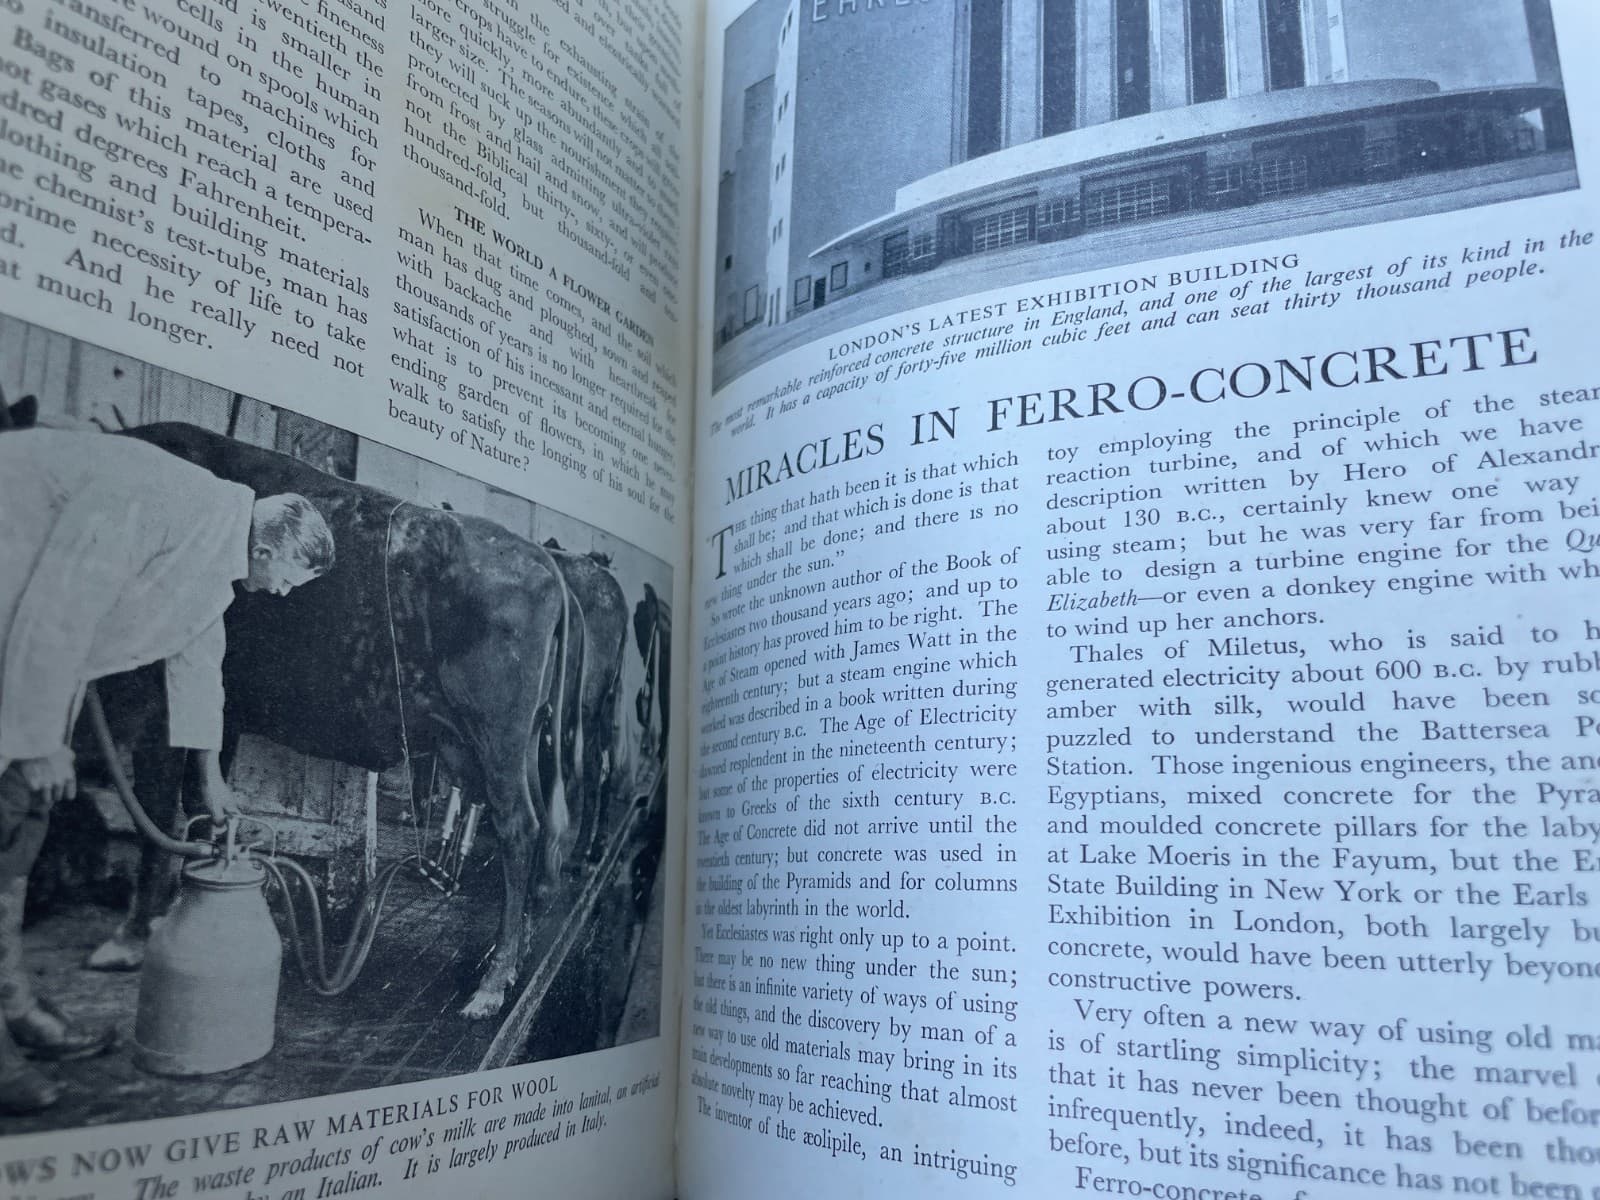 usand
fineness
is smaller in
wentieth the
cells in the human
wound on spools which
transferred to machines for
insulation tapes, cloths and
Bags of this material are used
hot gases which reach a tempera-
dred degrees Fahrenheit.
lothing and building materials
he chemist's test-tube, man has
prime necessity of life to take
d. And he really need not
at much longer.
in the exhausting
struggle for existence which all the
crops have to endure, these crops will grow
more quickly, more abundantly and to
larger size. The seasons will not matter to
they will suck up the nourishment
protected by glass admitting ultra-violet rays
from frost and hail and snow, and will produce
not the Biblical thirty-, sixty-, or even one-
hundred-fold, but thousand-fold and
thousand-fold.
THE WORLD A FLOWER GARDEN
When that time comes, and the soil which
man has dug and ploughed, sown and reaped
with backache and with heartbreak for
thousands of years is no longer required for the
satisfaction of his incessant and eternal hunger,
what is to prevent its becoming one never-
ending garden of flowers, in which he may
walk to satisfy the longing of his soul for the
beauty of Nature?
OWS NOW GIVE RAW MATERIALS FOR WOOL
The waste products of cow's milk are made into lanital, an artificial
by an Italian. It is largely produced in Italy.
EARLS
LONDON'S LATEST EXHIBITION BUILDING
The most remarkable reinforced concrete structure in England, and one of the largest of its kind in the
world. It has a capacity of forty-five million cubic feet and can seat thirty thousand people.
MIRACLES IN FERRO-CONCRETE
"THE thing that hath been it is that which
shall be; and that which is done is that
which shall be done; and there is no
new thing under the sun."
So wrote the unknown author of the Book of
Ecclesiastes two thousand years ago; and up to
a point history has proved him to be right. The
Age of Steam opened with James Watt in the
eighteenth century; but a steam engine which
worked was described in a book written during
the second century B.C. The Age of Electricity
dawned resplendent in the nineteenth century;
but some of the properties of electricity were
known to Greeks of the sixth century B.C.
The Age of Concrete did not arrive until the
twentieth century; but concrete was used in
the building of the Pyramids and for columns
in the oldest labyrinth in the world.
Yet Ecclesiastes was right only up to a point.
There may be no new thing under the sun;
but there is an infinite variety of ways of using
the old things, and the discovery by man of a
new way to use old materials may bring in its
train developments so far reaching that almost
absolute novelty may be achieved.
The inventor of the æolipile, an intriguing
toy employing the principle of the steam
reaction turbine, and of which we have
description written by Hero of Alexandr
about 130 B.C., certainly knew one way
using steam; but he was very far from bei
able to design a turbine engine for the Qu
Elizabeth—or even a donkey engine with wh
to wind up her anchors.
Thales of Miletus, who is said to h
generated electricity about 600 B.C. by rubb
amber with silk, would have been so
puzzled to understand the Battersea Po
Station. Those ingenious engineers, the anc
Egyptians, mixed concrete for the Pyra
and moulded concrete pillars for the laby
at Lake Moeris in the Fayum, but the E
State Building in New York or the Earls
Exhibition in London, both largely bu
concrete, would have been utterly beyon
constructive powers.
Very often a new way of using old ma
is of startling simplicity; the marvel
that it has never been thought of befor
infrequently, indeed, it has been thou
before, but its significance has not been
Ferro-concrete